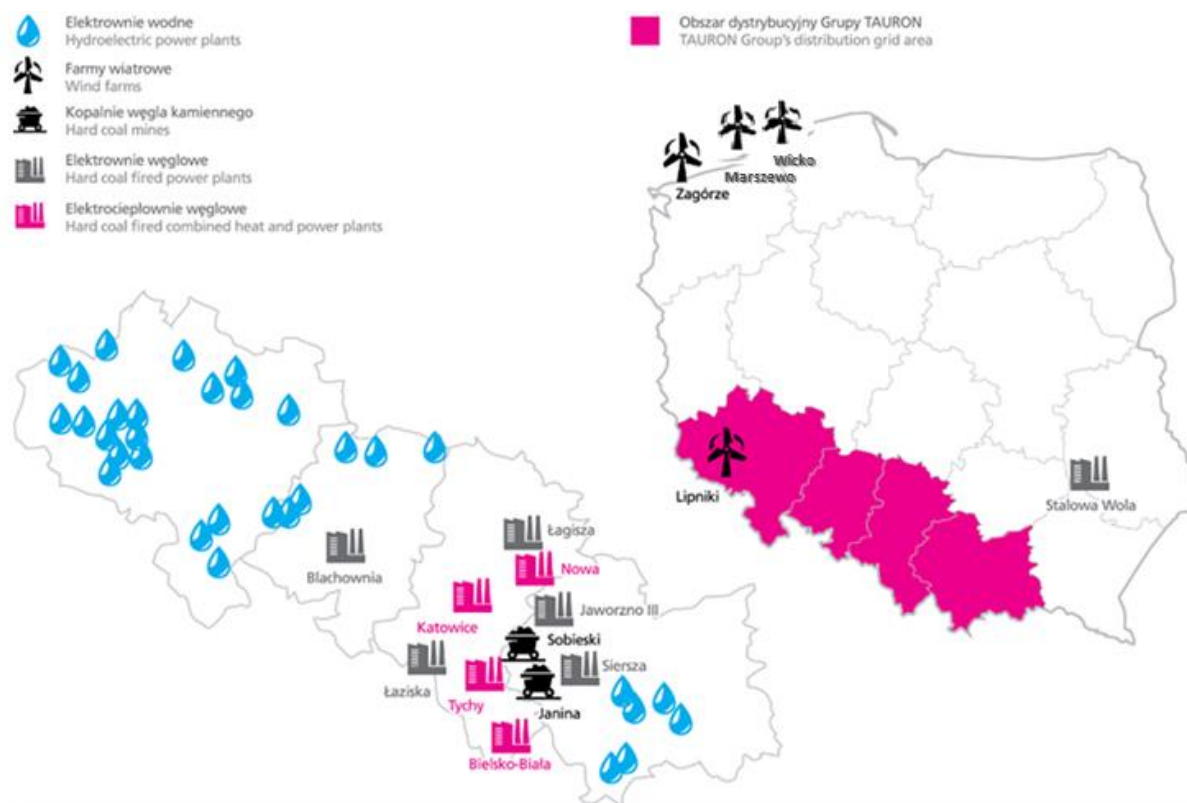 Elektrownie wodne
Hydroelectric power plants
Farmy wiatrowe
Wind farms
Kopalnie węgla kamiennego
Hard coal mines
Elektrownie węglowe
Hard coal fired power plants
Elektrociepłownie węglowe
Hard coal fired combined heat and power plants
Obszar dystrybucyjny Grupy TAURON
TAURON Group's distribution grid area
Wicko
Marszewo
Zagórze
Lipniki
Stalowa Wola
Łagisza
Nowa
Blachownia
Jaworzno III
Katowice
Sobieski
Siersza
Łaziska
Tychy
Janina
Bielsko-Biała